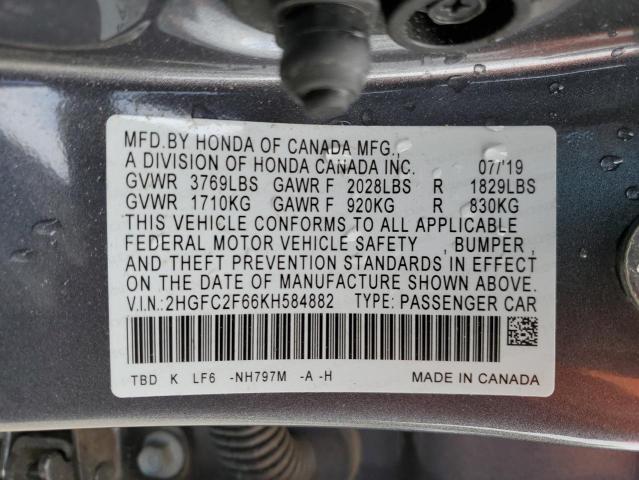 MFD.BY HONDA OF CANADA MFG.,
A DIVISION OF HONDA CANADA INC. 07/'19
GVWR 3769LBS GAWR F 2028LBS R 1829LBS
GVWR 1710KG GAWR F 920KG R 830KG
THIS VEHICLE CONFORMS TO ALL APPLICABLE
FEDERAL MOTOR VEHICLE SAFETY , BUMPER ,
AND THEFT PREVENTION STANDARDS IN EFFECT
ON THE DATE OF MANUFACTURE SHOWN ABOVE.
V.I.N.:2HGFC2F66KH584882 TYPE: PASSENGER CAR
TBD K LF6 -NH797M -A -H MADE IN CANADA